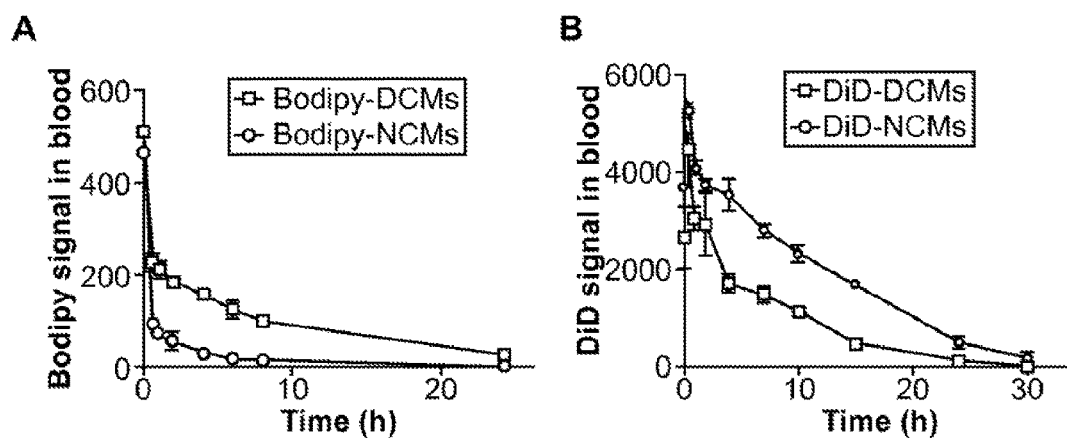 A
Bodipy signal in blood
600
400
200
0
Bodipy-DCMs
Bodipy-NCMs
0 10 20
Time (h)
B
DiD signal in blood
6000
4000
2000
0
DiD-DCMs
DiD-NCMs
0 10 20 30
Time (h)